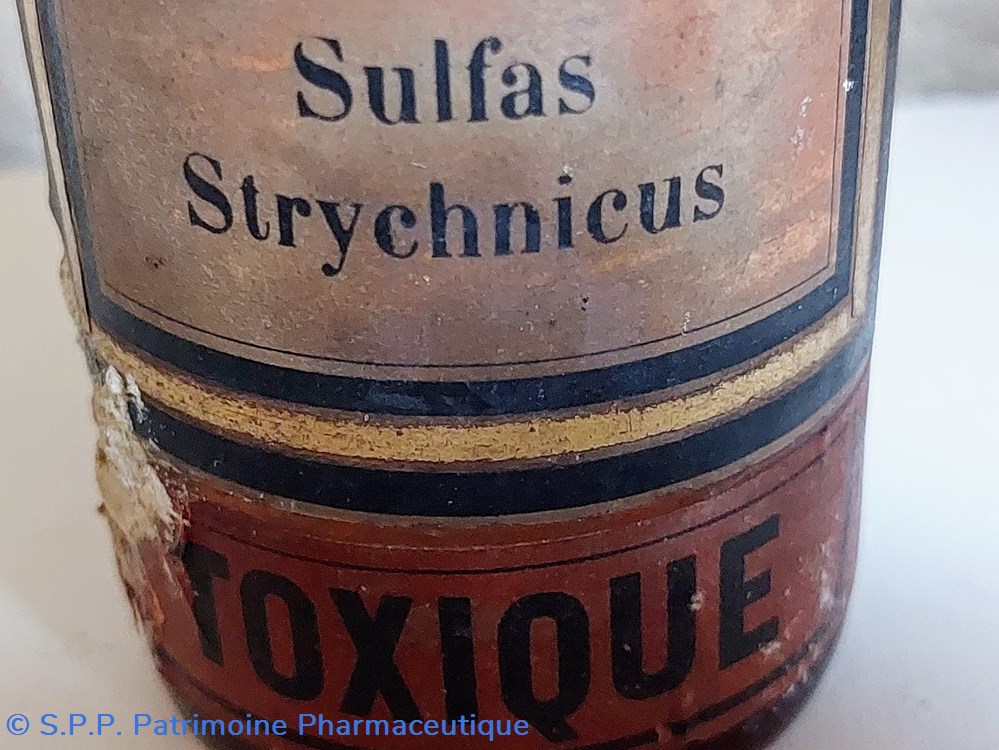 Sulfas
Strychnicus
TOXIQUE
© S.P.P. Patrimoine Pharmaceutique